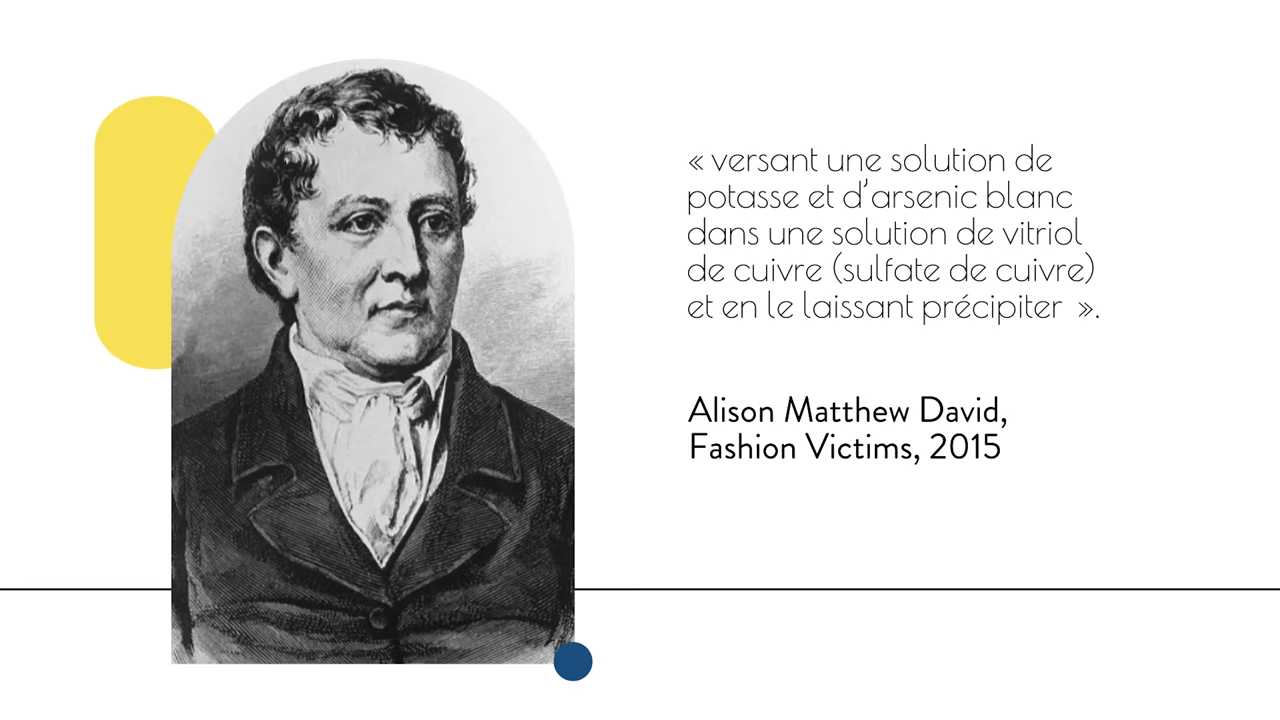 « versant une solution de
potasse et d'arsenic blanc
dans une solution de vitriol
de cuivre (sulfate de cuivre)
et en le laissant précipiter ».
Alison Matthew David,
Fashion Victims, 2015